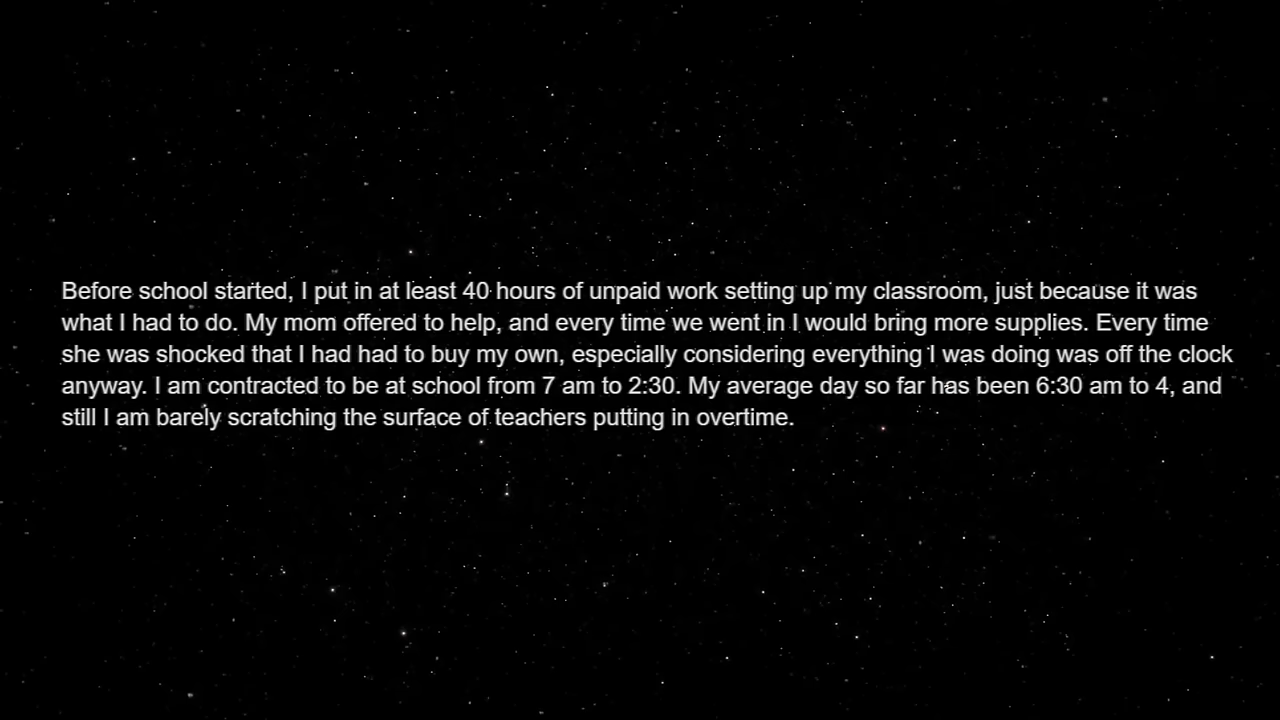 Before school started, I put in at least 40 hours of unpaid work setting up my classroom, just because it was
what I had to do. My mom offered to help, and every time we went in I would bring more supplies. Every time
she was shocked that I had had to buy my own, especially considering everything I was doing was off the clock
anyway. I am contracted to be at school from 7 am to 2:30. My average day so far has been 6:30 am to 4, and
still I am barely scratching the surface of teachers putting in overtime.